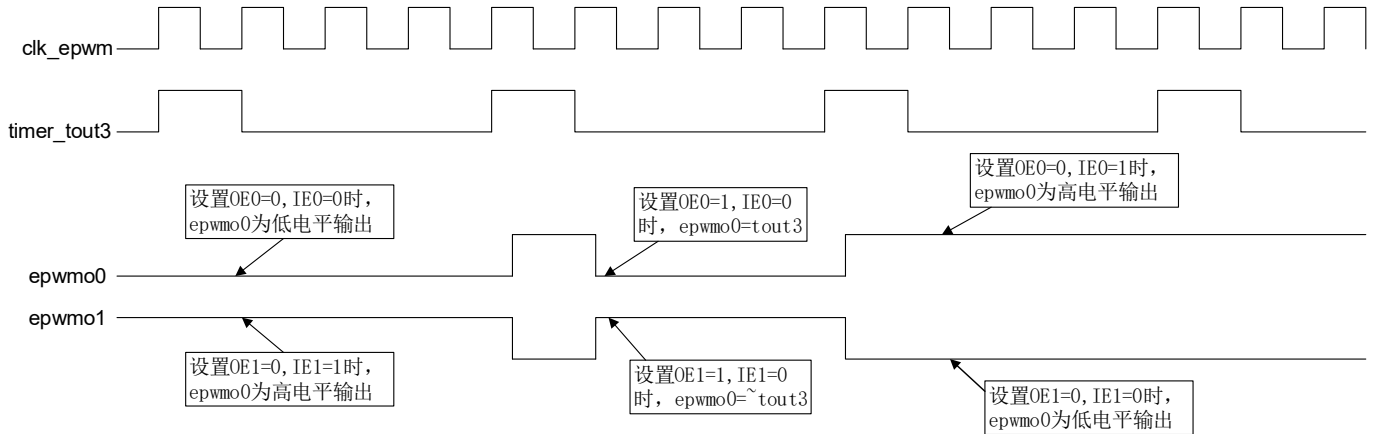 clk_epwm
timer_tout3
设置OE0=0,IE0=0时,
epwmo0为低电平输出
设置OE0=1,IE0=0
时, epwmo0=tout3
设置OE0=0,IE0=1时,
epwmo0为高电平输出
epwmo0
epwmo1
设置OE1=0,IE1=1时,
epwmo0为高电平输出
设置OE1=1,IE1=0
时, epwmo0=~tout3
设置OE1=0,IE1=0时,
epwmo0为低电平输出